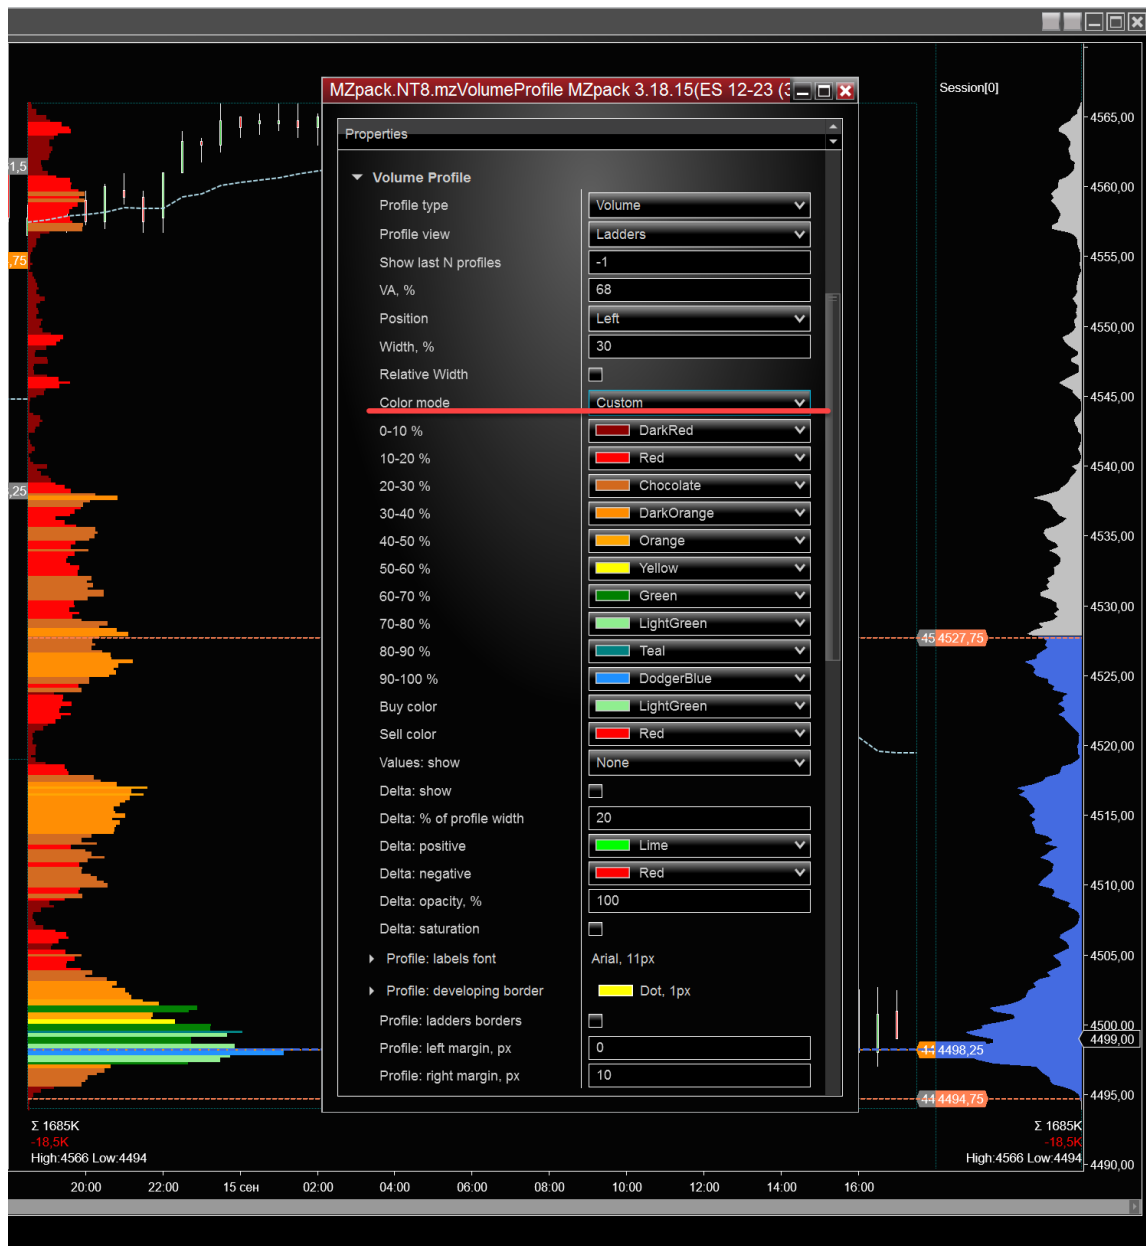 MZpack.NT8.mzVolumeProfile MZpack 3.18.15(ES 12-23 (3
Session[0]
Properties
Volume Profile
Profile type Volume
Profile view Ladders
Show last N profiles -1
VA, % 68
Position Left
Width, % 30
Relative Width
Color mode Custom
0-10 % DarkRed
10-20 % Red
20-30 % Chocolate
30-40 % DarkOrange
40-50 % Orange
50-60 % Yellow
60-70 % Green
70-80 % LightGreen
80-90 % Teal
90-100 % DodgerBlue
Buy color LightGreen
Sell color Red
Values: show None
Delta: show
Delta: % of profile width 20
Delta: positive Lime
Delta: negative Red
Delta: opacity, % 100
Delta: saturation
Profile: labels font Arial, 11px
Profile: developing border Dot, 1px
Profile: ladders borders
Profile: left margin, px 0
Profile: right margin, px 10
4565,00
4560,00
4555,00
4550,00
4545,00
4540,00
4535,00
4530,00
4527,75
4525,00
4520,00
4515,00
4510,00
4505,00
4500,00
4499,00
4498,25
4495,00
4494,75
4490,00
Σ 1685K
-18,5K
High:4566 Low:4494
Σ 1685K
-18,5K
High:4566 Low:4494
20:00 22:00 15 сен 02:00 04:00 06:00 08:00 10:00 12:00 14:00 16:00